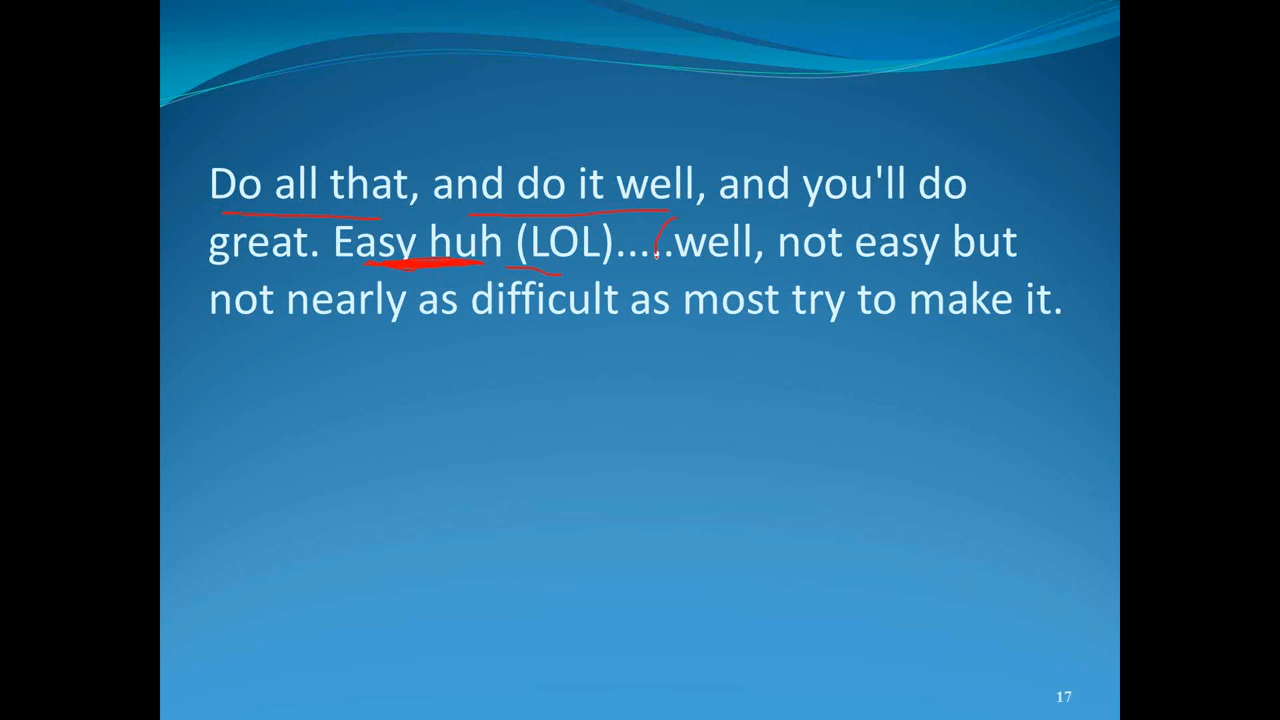 Do all that, and do it well, and you'll do
great. Easy huh (LOL).....well, not easy but
not nearly as difficult as most try to make it.
17